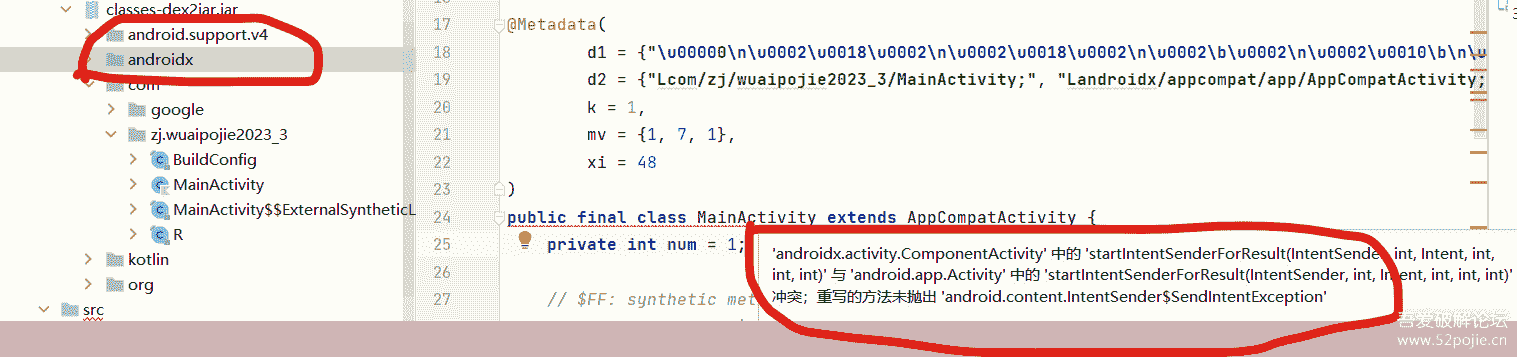 classes-dex2jar.jar
android.support.v4
androidx
com
google
zj.wuaipojie2023_3
BuildConfig
MainActivity
MainActivity$$ExternalSyntheticL
R
kotlin
org
src
17 @Metadata(
18 d1 = {"\u00000\n\u0002\u0018\u0002\n\u0002\u0018\u0002\n\u0002\b\u0002\n\u0002\u0010\b\n\u
19 d2 = {"Lcom/zj/wuaipojie2023_3/MainActivity;", "Landroidx/appcompat/app/AppCompatActivity;
20 k = 1,
21 mv = {1, 7, 1},
22 xi = 48
23 )
24 public final class MainActivity extends AppCompatActivity {
25 private int num = 1;
26
27 // $FF: synthetic met
'androidx.activity.ComponentActivity' 中的 'startIntentSenderForResult(IntentSender, int, Intent, int,
int, int)' 与 'android.app.Activity' 中的 'startIntentSenderForResult(IntentSender, int, Intent, int, int, int)'
冲突；重写的方法未抛出 'android.content.IntentSender$SendIntentException'
吾爱破解论坛
www.52pojie.cn